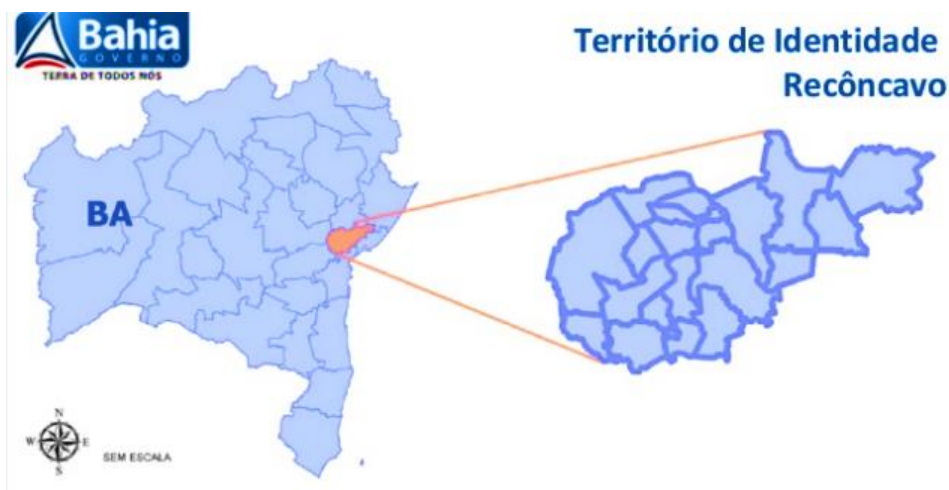 Bahia
GOVERNO
TERRA DE TODOS NÓS
Território de Identidade
Recôncavo
BA
N
W E
S
SEM ESCALA